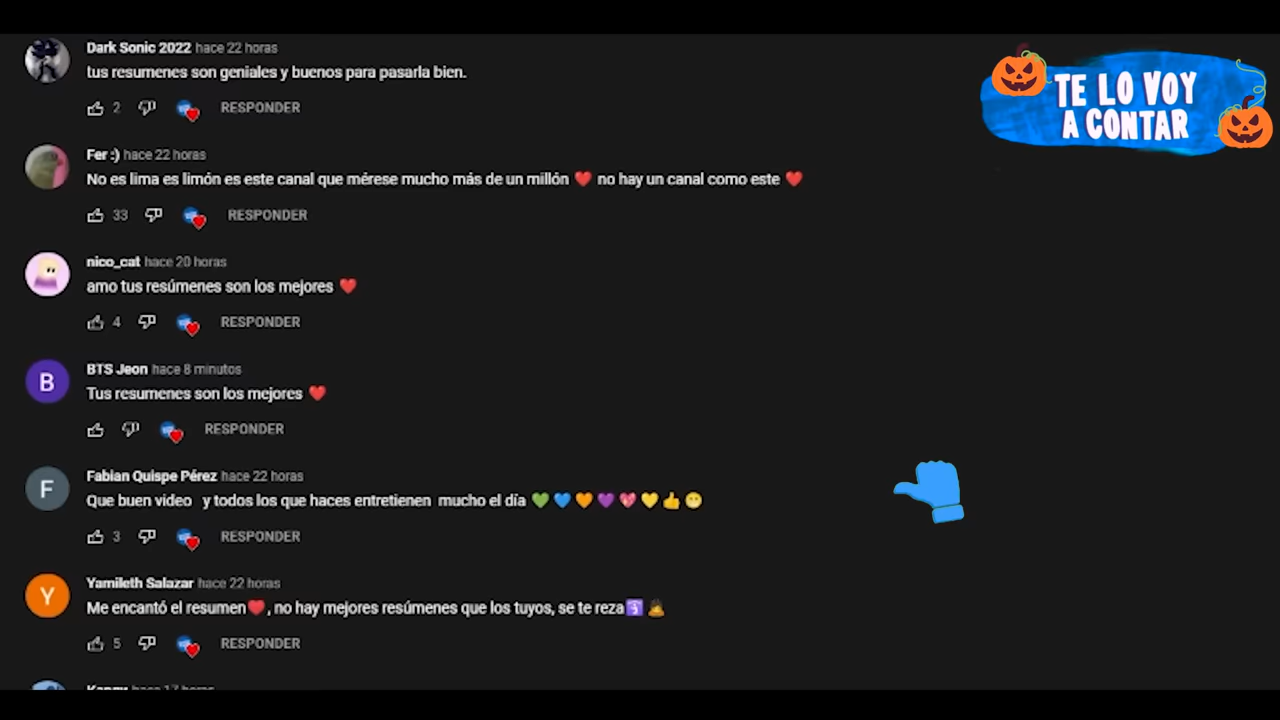 Dark Sonic 2022 hace 22 horas
tus resumenes son geniales y buenos para pasarla bien.
2 RESPONDER
TE LO VOY
A CONTAR
Fer :) hace 22 horas
No es lima es limón es este canal que mérese mucho más de un millón ❤️ no hay un canal como este ❤️
33 RESPONDER
nico_cat hace 20 horas
amo tus resúmenes son los mejores ❤️
4 RESPONDER
B
BTS Jeon hace 8 minutos
Tus resumenes son los mejores ❤️
RESPONDER
F
Fabian Quispe Pérez hace 22 horas
Que buen video y todos los que haces entretienen mucho el día 💚💙🧡💜💖💛👍😁
3 RESPONDER
Y
Yamileth Salazar hace 22 horas
Me encantó el resumen❤️, no hay mejores resúmenes que los tuyos, se te reza🛐🙇
5 RESPONDER
hace 17 horas